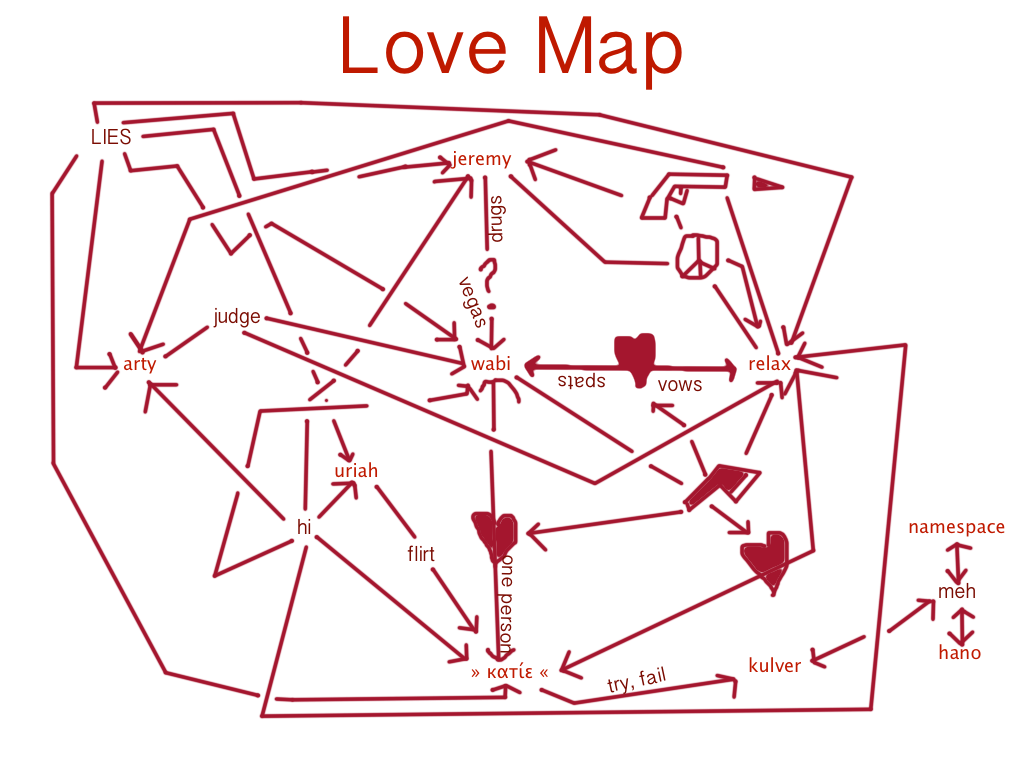 Love Map
LIES
jeremy
drugs
vegas
judge
arty
wabi
spats
vows
relax
uriah
hi
flirt
one person
namespace
meh
hano
» κατίε «
try, fail
kulver